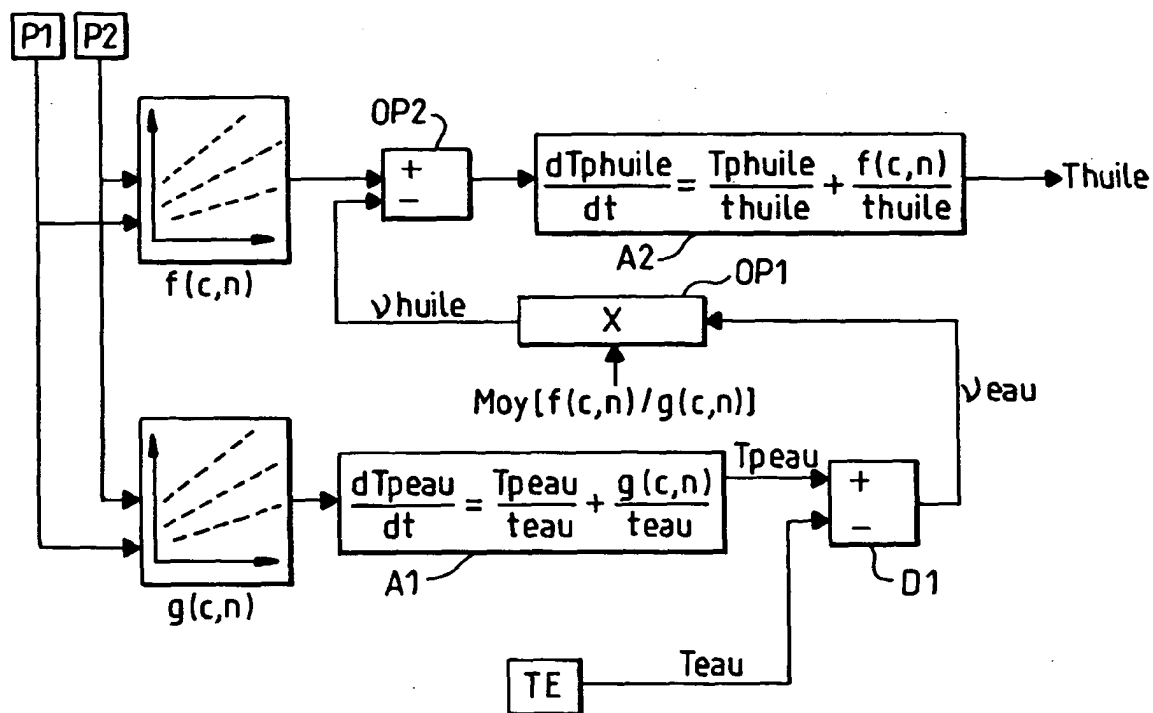 P1 P2
OP2
+
−
dTphuile/dt = Tphuile/thuile + f(c,n)/thuile
Thuile
A2
f(c,n)
νhuile
OP1
X
Moy[f(c,n)/g(c,n)]
νeau
dTpeau/dt = Tpeau/teau + g(c,n)/teau
Tpeau
+
−
A1
D1
g(c,n)
TE
Teau